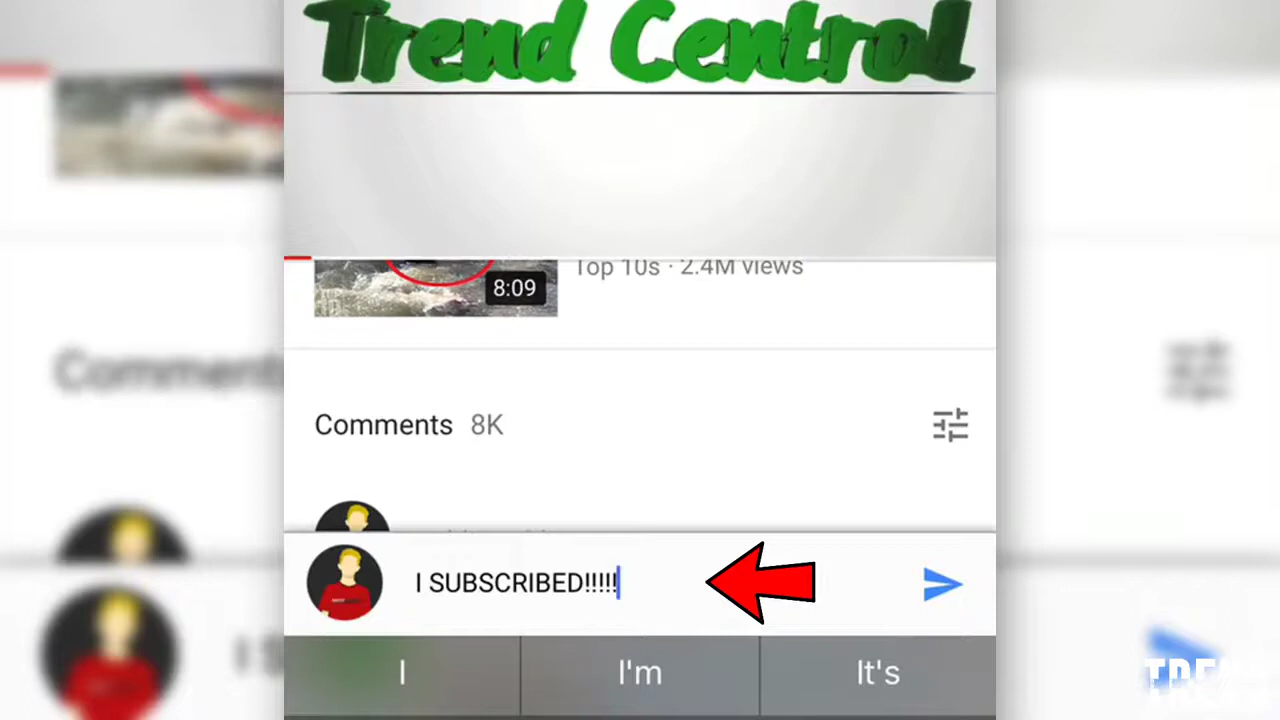 Trend Central
8:09
Top 10s · 2.4M views
Comments 8K
I SUBSCRIBED!!!!!
I I'm It's